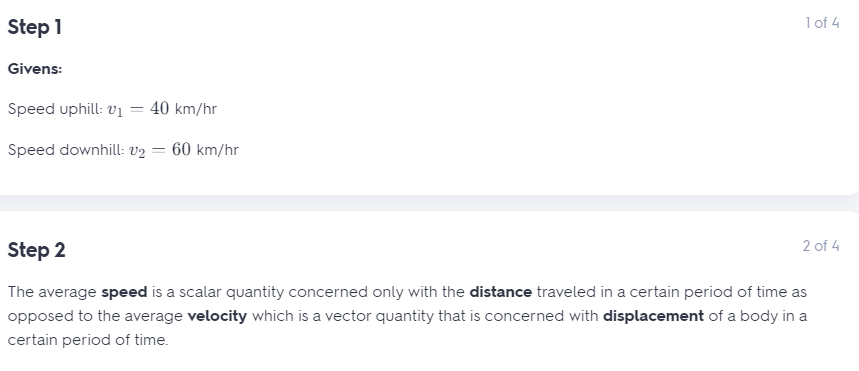 Step 1
1 of 4
Givens:
Speed uphill: v₁ = 40 km/hr
Speed downhill: v₂ = 60 km/hr
Step 2
2 of 4
The average speed is a scalar quantity concerned only with the distance traveled in a certain period of time as
opposed to the average velocity which is a vector quantity that is concerned with displacement of a body in a
certain period of time.